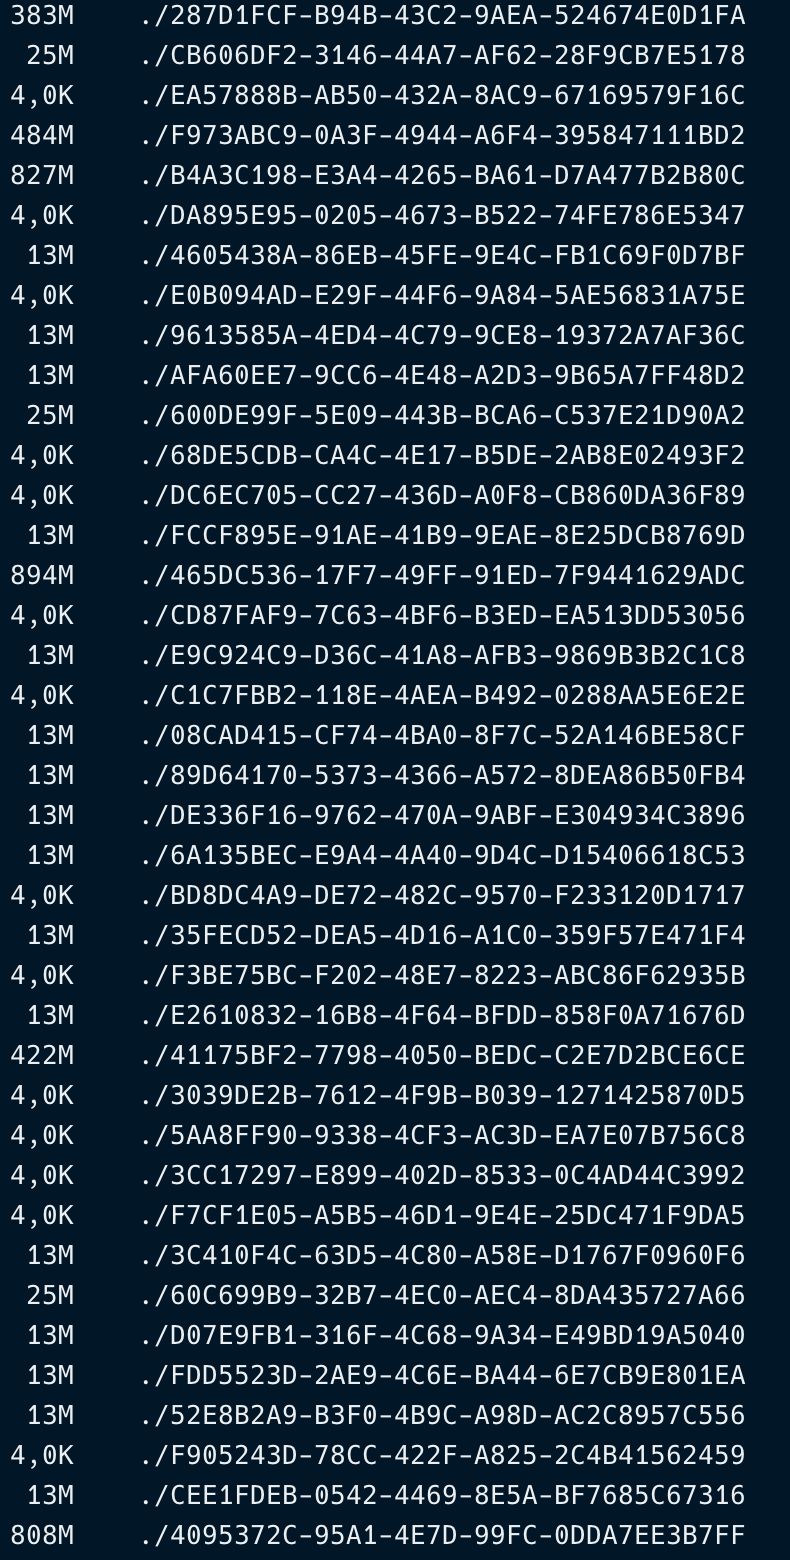 383M    ./287D1FCF-B94B-43C2-9AEA-524674E0D1FA
 25M    ./CB606DF2-3146-44A7-AF62-28F9CB7E5178
4,0K    ./EA57888B-AB50-432A-8AC9-67169579F16C
484M    ./F973ABC9-0A3F-4944-A6F4-395847111BD2
827M    ./B4A3C198-E3A4-4265-BA61-D7A477B2B80C
4,0K    ./DA895E95-0205-4673-B522-74FE786E5347
 13M    ./4605438A-86EB-45FE-9E4C-FB1C69F0D7BF
4,0K    ./E0B094AD-E29F-44F6-9A84-5AE56831A75E
 13M    ./9613585A-4ED4-4C79-9CE8-19372A7AF36C
 13M    ./AFA60EE7-9CC6-4E48-A2D3-9B65A7FF48D2
 25M    ./600DE99F-5E09-443B-BCA6-C537E21D90A2
4,0K    ./68DE5CDB-CA4C-4E17-B5DE-2AB8E02493F2
4,0K    ./DC6EC705-CC27-436D-A0F8-CB860DA36F89
 13M    ./FCCF895E-91AE-41B9-9EAE-8E25DCB8769D
894M    ./465DC536-17F7-49FF-91ED-7F9441629ADC
4,0K    ./CD87FAF9-7C63-4BF6-B3ED-EA513DD53056
 13M    ./E9C924C9-D36C-41A8-AFB3-9869B3B2C1C8
4,0K    ./C1C7FBB2-118E-4AEA-B492-0288AA5E6E2E
 13M    ./08CAD415-CF74-4BA0-8F7C-52A146BE58CF
 13M    ./89D64170-5373-4366-A572-8DEA86B50FB4
 13M    ./DE336F16-9762-470A-9ABF-E304934C3896
 13M    ./6A135BEC-E9A4-4A40-9D4C-D15406618C53
4,0K    ./BD8DC4A9-DE72-482C-9570-F233120D1717
 13M    ./35FECD52-DEA5-4D16-A1C0-359F57E471F4
4,0K    ./F3BE75BC-F202-48E7-8223-ABC86F62935B
 13M    ./E2610832-16B8-4F64-BFDD-858F0A71676D
422M    ./41175BF2-7798-4050-BEDC-C2E7D2BCE6CE
4,0K    ./3039DE2B-7612-4F9B-B039-1271425870D5
4,0K    ./5AA8FF90-9338-4CF3-AC3D-EA7E07B756C8
4,0K    ./3CC17297-E899-402D-8533-0C4AD44C3992
4,0K    ./F7CF1E05-A5B5-46D1-9E4E-25DC471F9DA5
 13M    ./3C410F4C-63D5-4C80-A58E-D1767F0960F6
 25M    ./60C699B9-32B7-4EC0-AEC4-8DA435727A66
 13M    ./D07E9FB1-316F-4C68-9A34-E49BD19A5040
 13M    ./FDD5523D-2AE9-4C6E-BA44-6E7CB9E801EA
 13M    ./52E8B2A9-B3F0-4B9C-A98D-AC2C8957C556
4,0K    ./F905243D-78CC-422F-A825-2C4B41562459
 13M    ./CEE1FDEB-0542-4469-8E5A-BF7685C67316
808M    ./4095372C-95A1-4E7D-99FC-0DDA7EE3B7FF